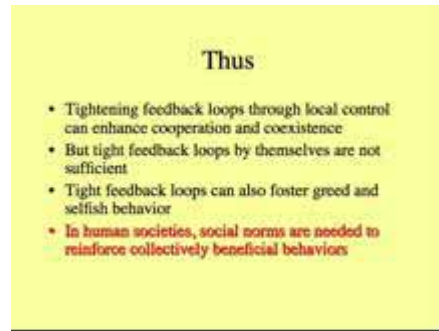 Thus
• Tightening feedback loops through local control
can enhance cooperation and coexistence
• But tight feedback loops by themselves are not
sufficient
• Tight feedback loops can also foster greed and
selfish behavior
• In human societies, social norms are needed to
reinforce collectively beneficial behaviors